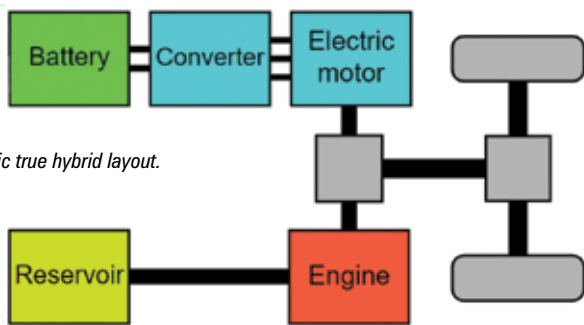 Battery
Converter
Electric
motor
ic true hybrid layout.
Reservoir
Engine